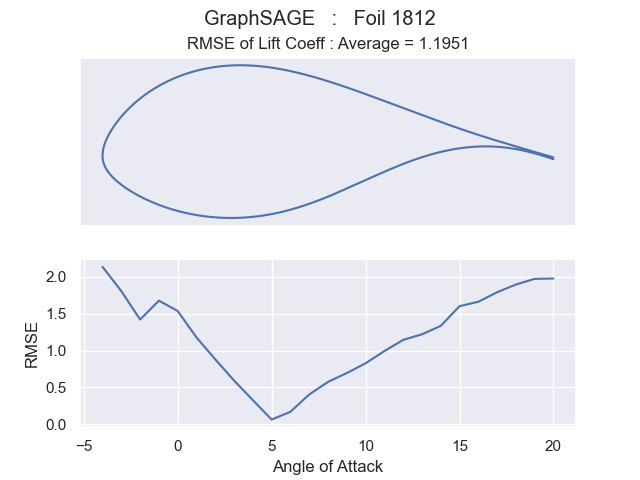 GraphSAGE   :   Foil 1812
RMSE of Lift Coeff : Average = 1.1951
2.0
1.5
1.0
0.5
0.0
RMSE
−5 0 5 10 15 20
Angle of Attack